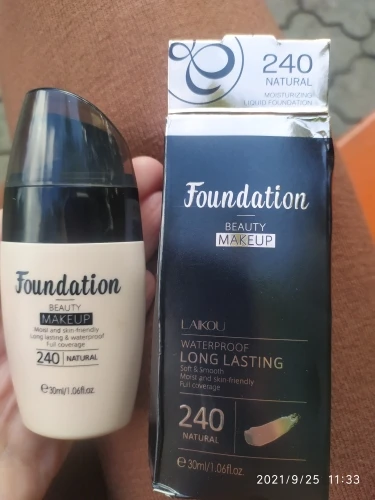 240
NATURAL
MOISTURIZING
LIQUID FOUNDATION
Foundation
BEAUTY
MAKEUP
LAIKOU
WATERPROOF
LONG LASTING
Soft & Smooth
Moist and skin-friendly
Full coverage
240
NATURAL
℮30ml/1.06fl.oz.
Foundation
BEAUTY
MAKEUP
Moist and skin-friendly
Long lasting & waterproof
Full coverage
240 NATURAL
℮30ml/1.06fl.oz.
2021/9/25 11:33